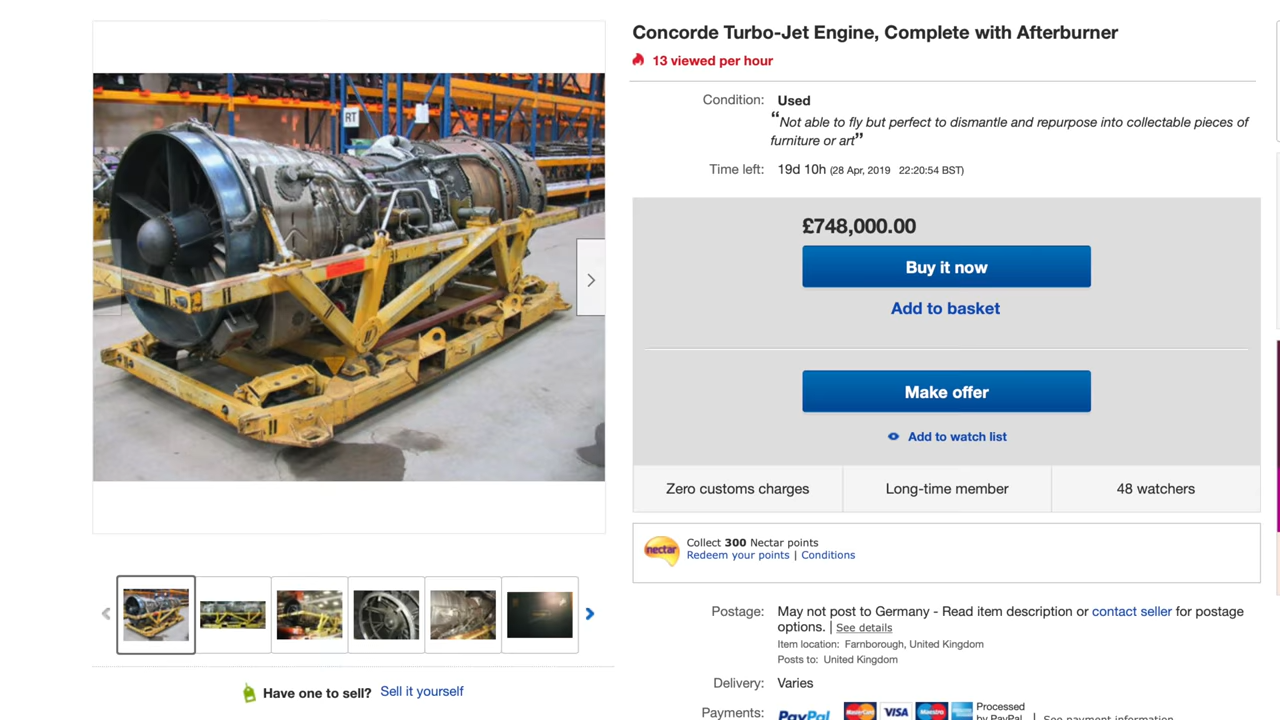 Concorde Turbo-Jet Engine, Complete with Afterburner
13 viewed per hour
Condition: Used
“Not able to fly but perfect to dismantle and repurpose into collectable pieces of
furniture or art”
Time left: 19d 10h (28 Apr, 2019 22:20:54 BST)
RT
£748,000.00
Buy it now
Add to basket
Make offer
Add to watch list
Zero customs charges Long-time member 48 watchers
nectar
Collect 300 Nectar points
Redeem your points | Conditions
Postage: May not post to Germany - Read item description or contact seller for postage
options. | See details
Item location: Farnborough, United Kingdom
Posts to: United Kingdom
Delivery: Varies
Have one to sell? Sell it yourself
Payments: PayPal MasterCard VISA Maestro Processed
by PayPal | See payment information